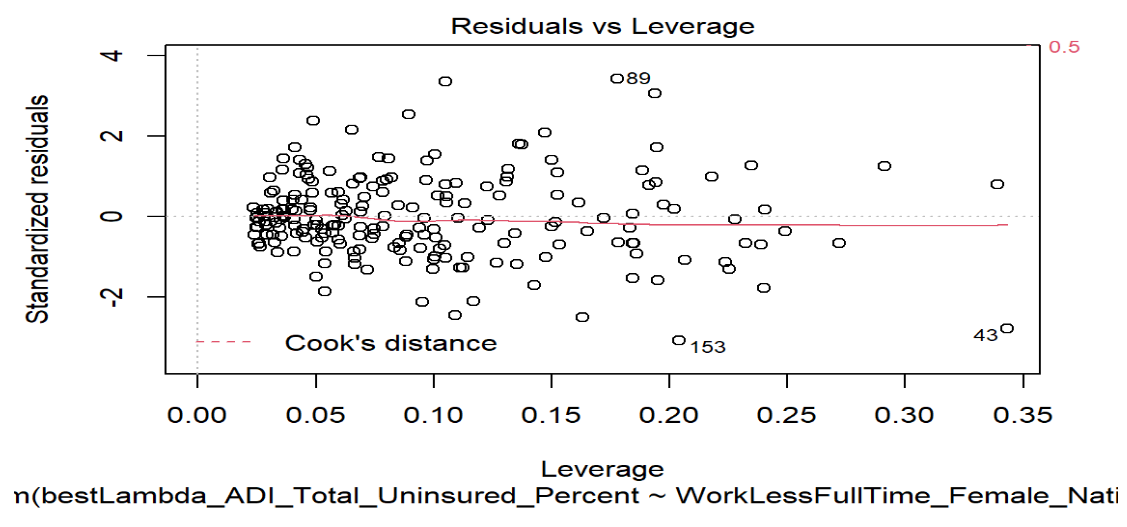 Residuals vs Leverage
0.5
4
2
0
-2
Standardized residuals
89
153
43
Cook's distance
0.00 0.05 0.10 0.15 0.20 0.25 0.30 0.35
Leverage
m(bestLambda_ADI_Total_Uninsured_Percent ~ WorkLessFullTime_Female_Nati